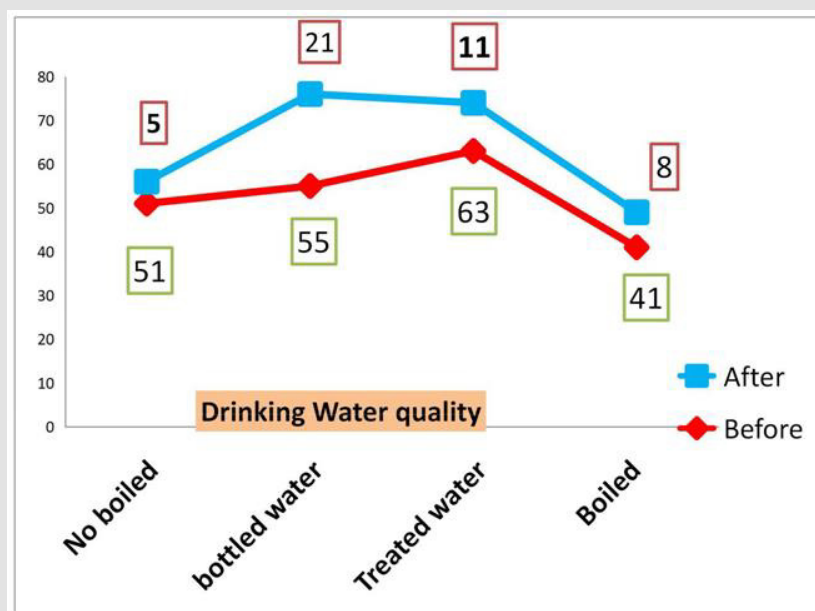 21
11
80
70
5
60
8
50
40
55
63
51
41
30
20
After
10
Drinking Water quality
Before
0
No boiled
bottled water
Treated water
Boiled